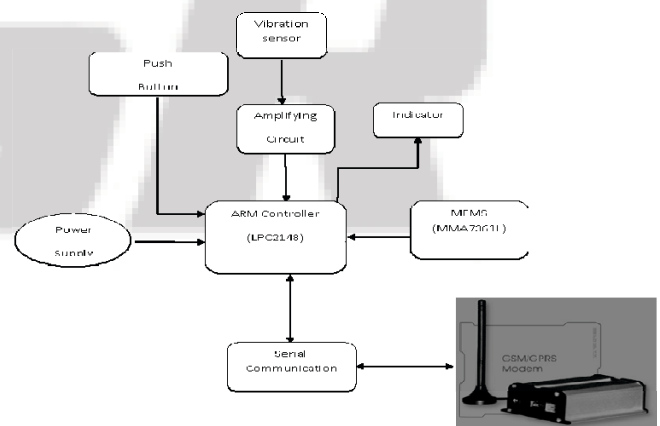 Vibration
sensor
Push
Button
Amplifying
Circuit
Indicator
ARM Controller
(LPC2148)
MEMS
(MMA7361L)
Power
Supply
Serial
Communication
GSM/GPRS
Modem